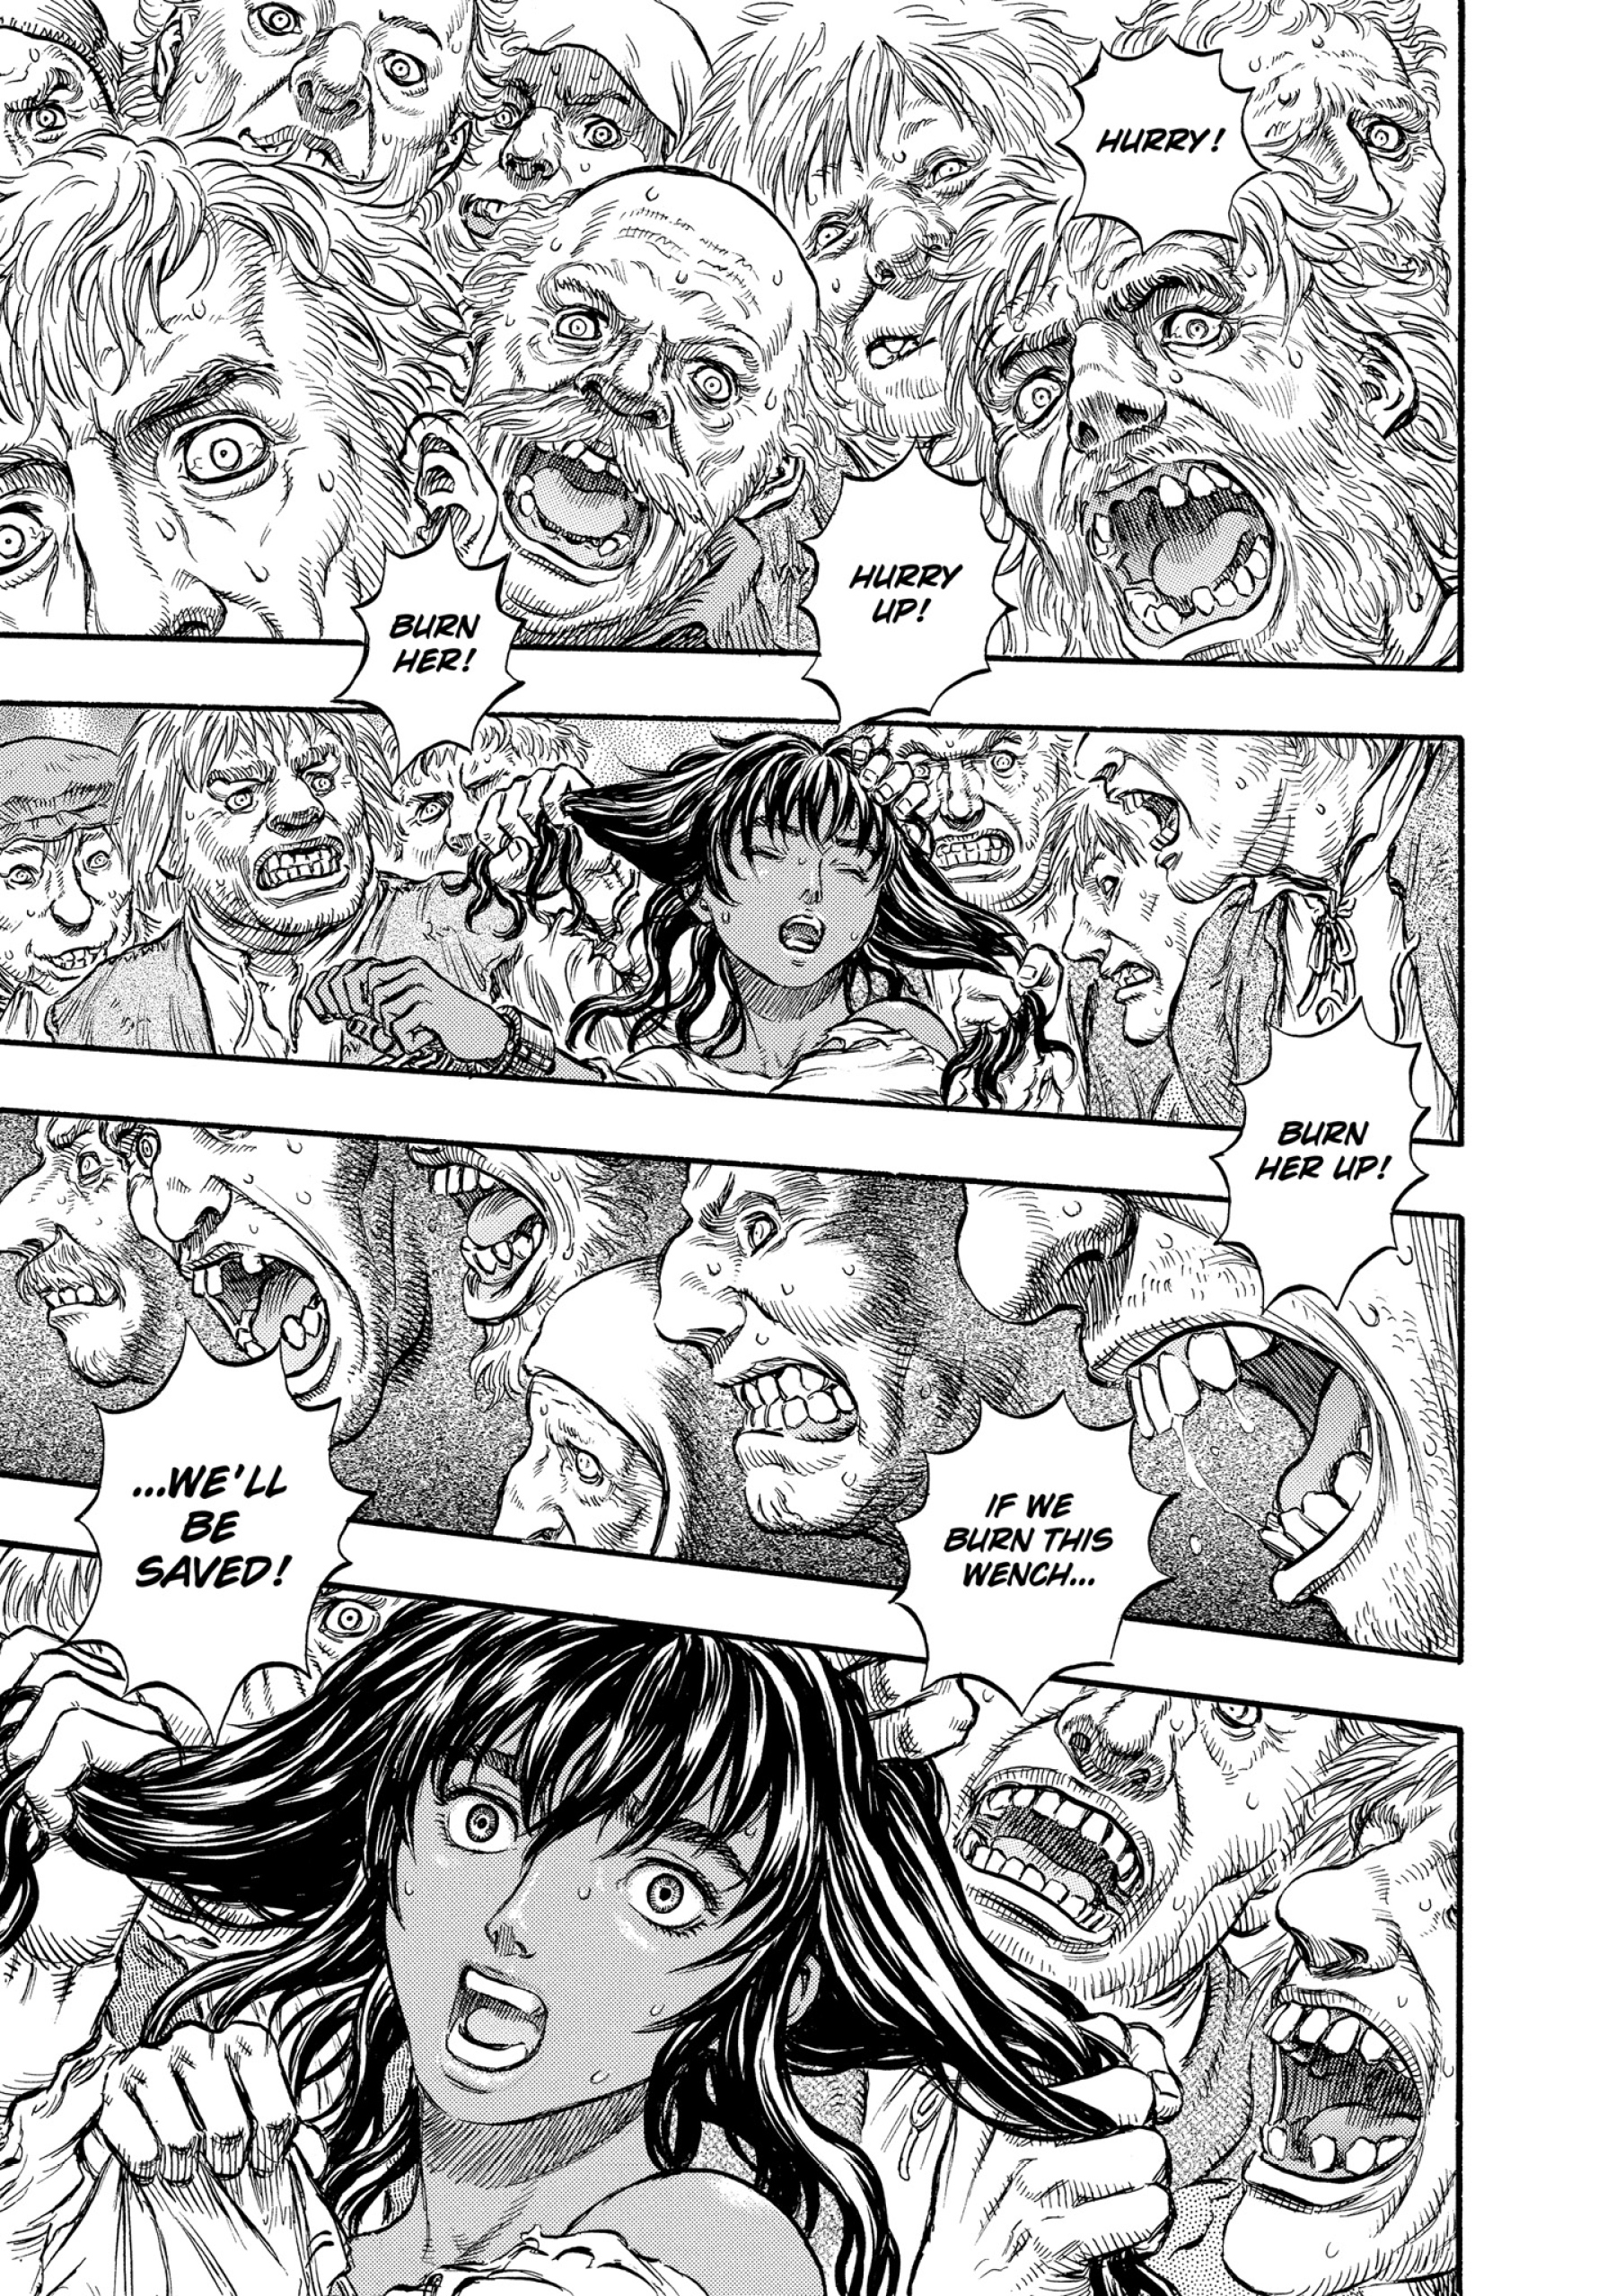 HURRY!
HURRY
UP!
BURN
HER!
BURN
HER UP!
IF WE
BURN THIS
WENCH...
...WE'LL
BE
SAVED!